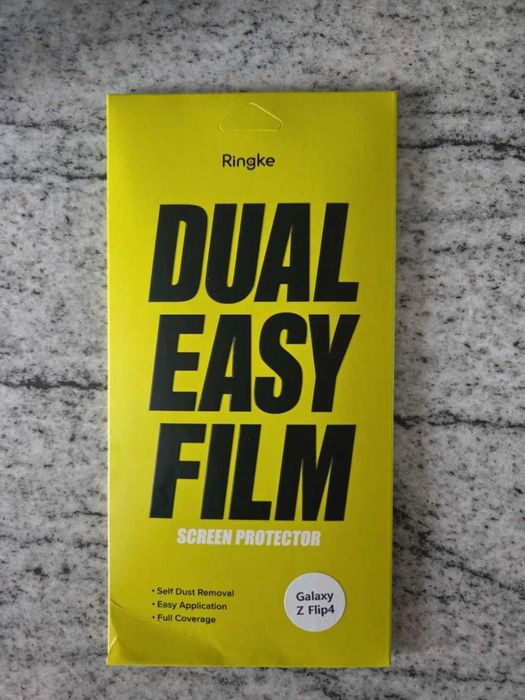 Ringke
DUAL
EASY
FILM
SCREEN PROTECTOR
• Self Dust Removal
• Easy Application
• Full Coverage
Galaxy
Z Flip4